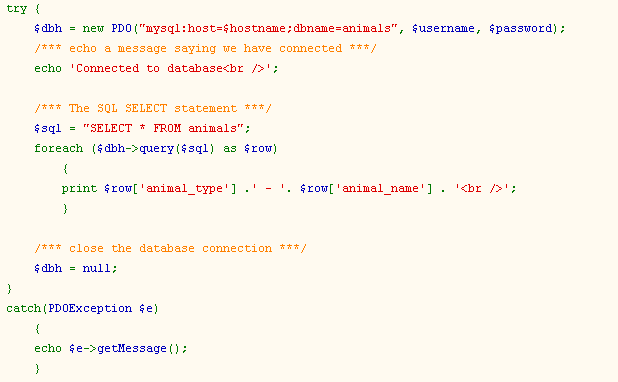 try {
$dbh = new PDO("mysql:host=$hostname;dbname=animals", $username, $password);
/*** echo a message saying we have connected ***/
echo 'Connected to database<br />';
/*** The SQL SELECT statement ***/
$sql = "SELECT * FROM animals";
foreach ($dbh->query($sql) as $row)
{
print $row['animal_type'] .' - '. $row['animal_name'] . '<br />';
}
/*** close the database connection ***/
$dbh = null;
}
catch(PDOException $e)
{
echo $e->getMessage();
}